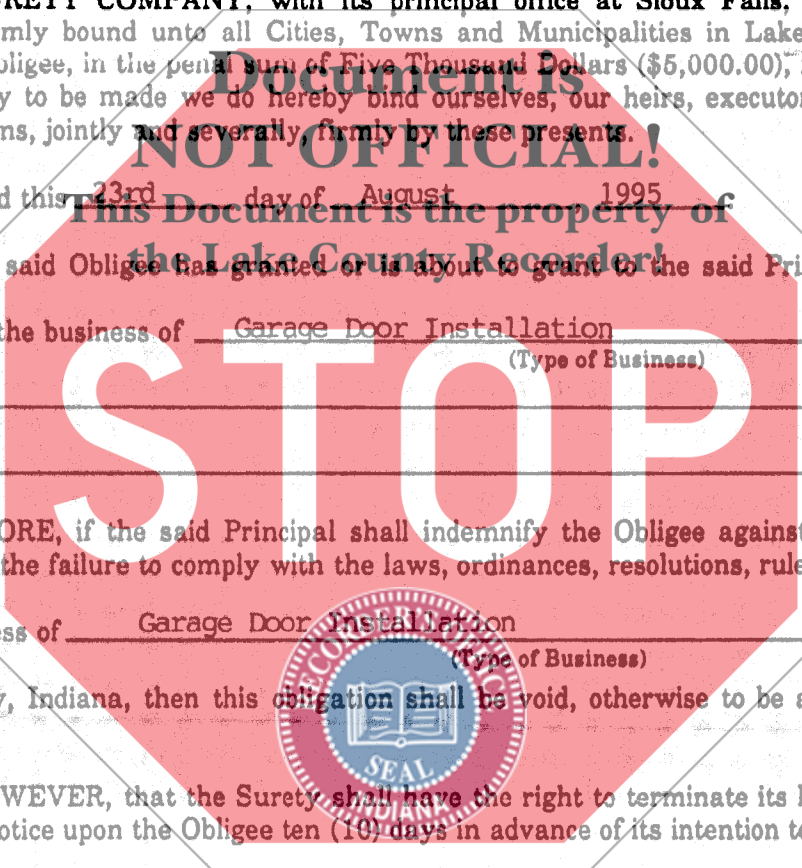 RETY COMPANY, with its principal office at Sioux Falls,
mly bound unto all Cities, Towns and Municipalities in Lake
oligee, in the penal sum of Five Thousand Dollars ($5,000.00),
Document is
y to be made we do hereby bind ourselves, our heirs, executo
ns, jointly and severally, firmly by these presents.
NOT OFFICIAL!
d this 23rd day of August, 1995
This Document is the property of
the Lake County Recorder!
said Obligee has granted or is about to grant to the said Pri
the business of Garage Door Installation
(Type of Business)
STOP
ORE, if the said Principal shall indemnify the Obligee against
the failure to comply with the laws, ordinances, resolutions, rule
ess of Garage Door Installation
(Type of Business)
y, Indiana, then this obligation shall be void, otherwise to be a
RECORDER'S OFFICE
SEAL
INDIANA
WEVER, that the Surety shall have the right to terminate its
otice upon the Obligee ten (10) days in advance of its intention to